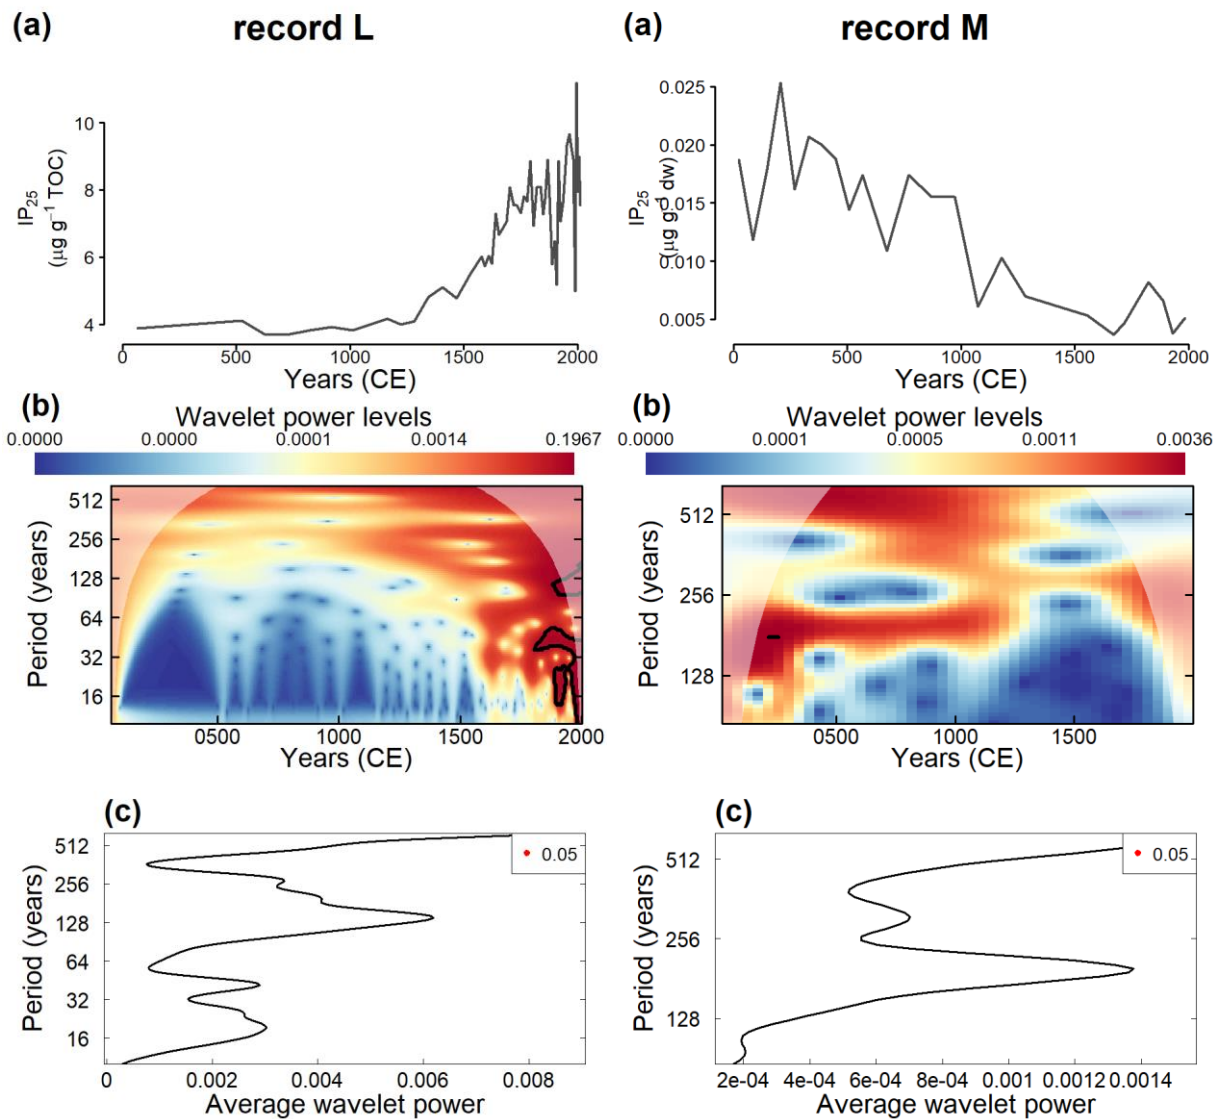 (a) record L
10
8
6
4
IP25
(µg g−1 TOC)
0 500 1000 1500 2000
Years (CE)
(a) record M
0.025
0.020
0.015
0.010
0.005
IP25
(µg g-1 dw)
0 500 1000 1500 2000
Years (CE)
(b) Wavelet power levels
0.0000 0.0000 0.0001 0.0014 0.1967
512
256
128
64
32
16
Period (years)
0500 1000 1500 2000
Years (CE)
(b) Wavelet power levels
0.0000 0.0001 0.0005 0.0011 0.0036
512
256
128
Period (years)
0500 1000 1500
Years (CE)
(c)
512
256
128
64
32
16
Period (years)
0.05
0 0.002 0.004 0.006 0.008
Average wavelet power
(c)
512
256
128
Period (years)
0.05
2e-04 4e-04 6e-04 8e-04 0.001 0.0012 0.0014
Average wavelet power